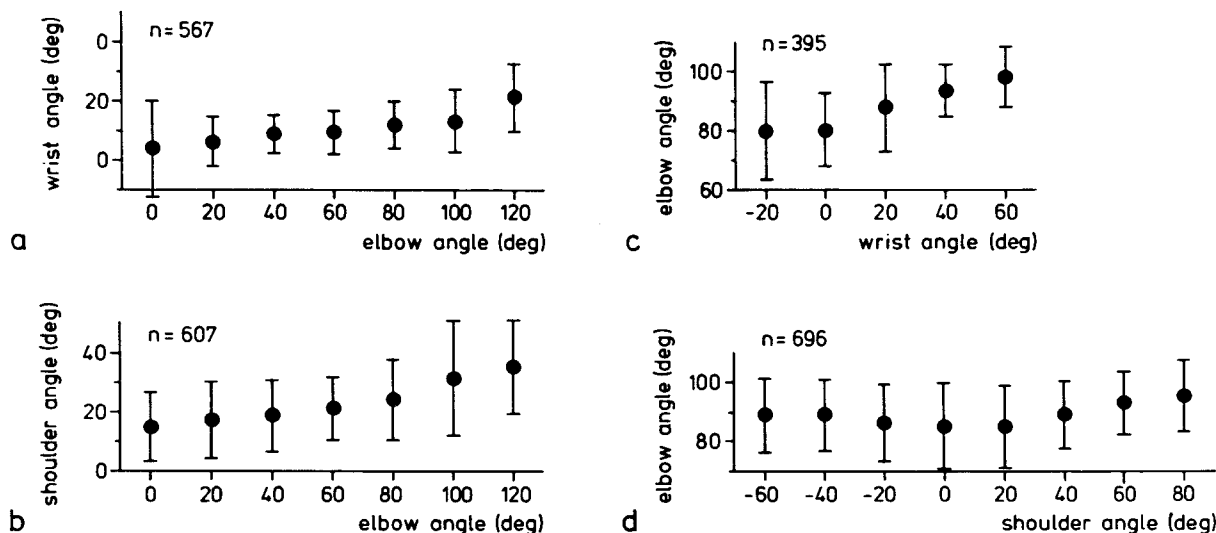 n=567
wrist angle (deg)
0
20
0
0 20 40 60 80 100 120
elbow angle (deg)
a
n=395
elbow angle (deg)
100
80
60
-20 0 20 40 60
wrist angle (deg)
c
n=607
shoulder angle (deg)
40
20
0
0 20 40 60 80 100 120
elbow angle (deg)
b
n=696
elbow angle (deg)
100
80
-60 -40 -20 0 20 40 60 80
shoulder angle (deg)
d